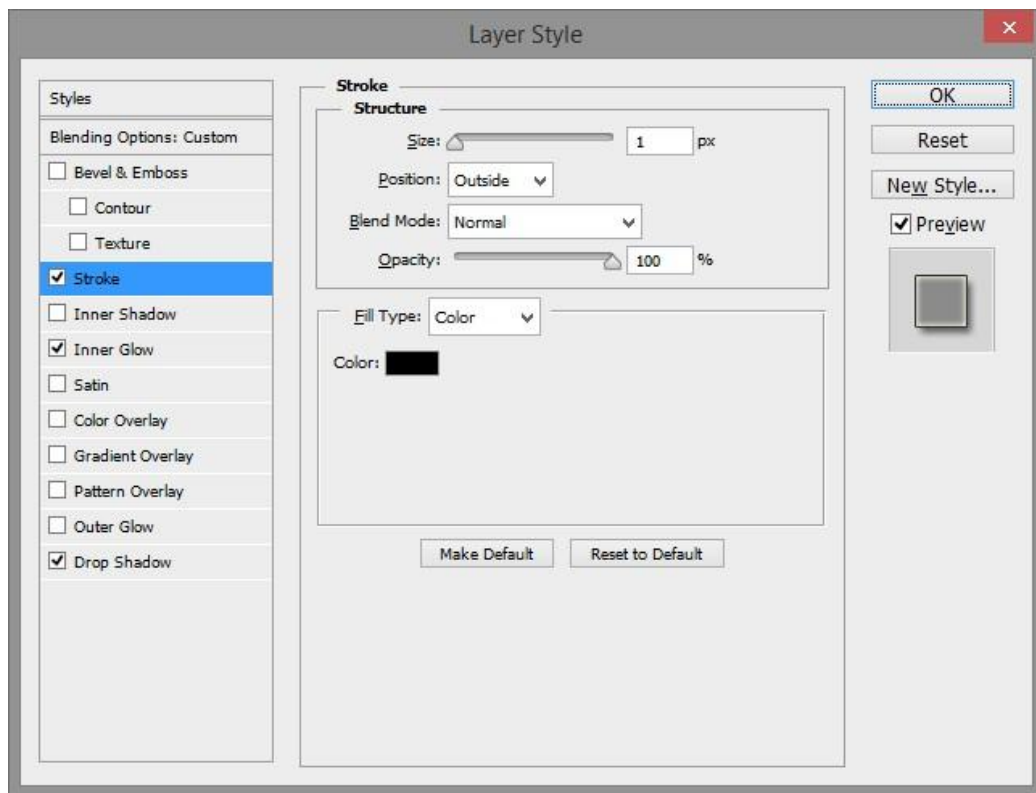 Layer Style
Styles
Blending Options: Custom
Bevel & Emboss
Contour
Texture
Stroke
Inner Shadow
Inner Glow
Satin
Color Overlay
Gradient Overlay
Pattern Overlay
Outer Glow
Drop Shadow
Stroke
Structure
Size: 1 px
Position: Outside
Blend Mode: Normal
Opacity: 100 %
Fill Type: Color
Color:
Make Default Reset to Default
OK
Reset
New Style...
Preview